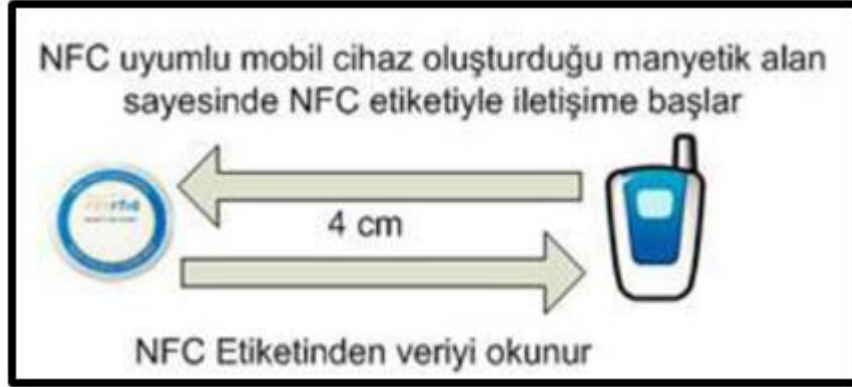 NFC uyumlu mobil cihaz oluşturduğu manyetik alan
sayesinde NFC etiketiyle iletişime başlar
4 cm
NFC Etiketinden veriyi okunur